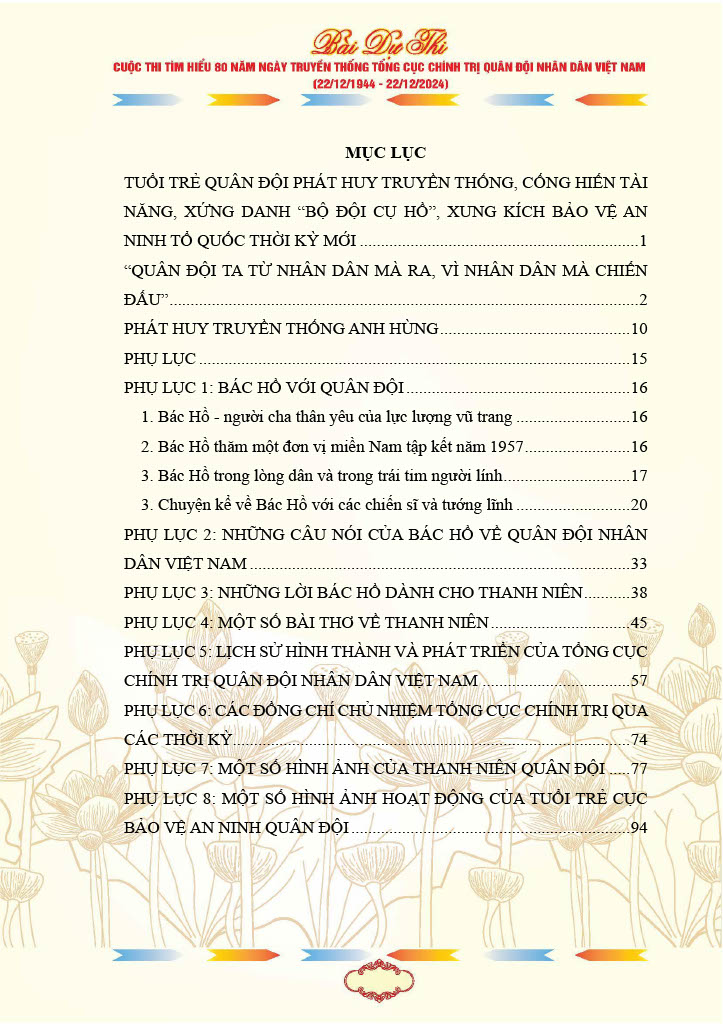 Bài Dự Thi
CUỘC THI TÌM HIỂU 80 NĂM NGÀY TRUYỀN THỐNG TỔNG CỤC CHÍNH TRỊ QUÂN ĐỘI NHÂN DÂN VIỆT NAM
(22/12/1944 - 22/12/2024)
MỤC LỤC
TUỔI TRẺ QUÂN ĐỘI PHÁT HUY TRUYỀN THỐNG, CỐNG HIẾN TÀI
NĂNG, XỨNG DANH “BỘ ĐỘI CỤ HỒ”, XUNG KÍCH BẢO VỆ AN
NINH TỔ QUỐC THỜI KỲ MỚI ..............................................................1
“QUÂN ĐỘI TA TỪ NHÂN DÂN MÀ RA, VÌ NHÂN DÂN MÀ CHIẾN
ĐẤU”........................................................................................................2
PHÁT HUY TRUYỀN THỐNG ANH HÙNG..........................................10
PHỤ LỤC ................................................................................................15
PHỤ LỤC 1: BÁC HỒ VỚI QUÂN ĐỘI ..................................................16
1. Bác Hồ - người cha thân yêu của lực lượng vũ trang .........................16
2. Bác Hồ thăm một đơn vị miền Nam tập kết năm 1957.......................16
3. Bác Hồ trong lòng dân và trong trái tim người lính............................17
3. Chuyện kể về Bác Hồ với các chiến sĩ và tướng lĩnh .........................20
PHỤ LỤC 2: NHỮNG CÂU NÓI CỦA BÁC HỒ VỀ QUÂN ĐỘI NHÂN
DÂN VIỆT NAM .....................................................................................33
PHỤ LỤC 3: NHỮNG LỜI BÁC HỒ DÀNH CHO THANH NIÊN..........38
PHỤ LỤC 4: MỘT SỐ BÀI THƠ VỀ THANH NIÊN...............................45
PHỤ LỤC 5: LỊCH SỬ HÌNH THÀNH VÀ PHÁT TRIỂN CỦA TỔNG CỤC
CHÍNH TRỊ QUÂN ĐỘI NHÂN DÂN VIỆT NAM .................................57
PHỤ LỤC 6: CÁC ĐỒNG CHÍ CHỦ NHIỆM TỔNG CỤC CHÍNH TRỊ QUA
CÁC THỜI KỲ........................................................................................74
PHỤ LỤC 7: MỘT SỐ HÌNH ẢNH CỦA THANH NIÊN QUÂN ĐỘI .....77
PHỤ LỤC 8: MỘT SỐ HÌNH ẢNH HOẠT ĐỘNG CỦA TUỔI TRẺ CỤC
BẢO VỆ AN NINH QUÂN ĐỘI..............................................................94